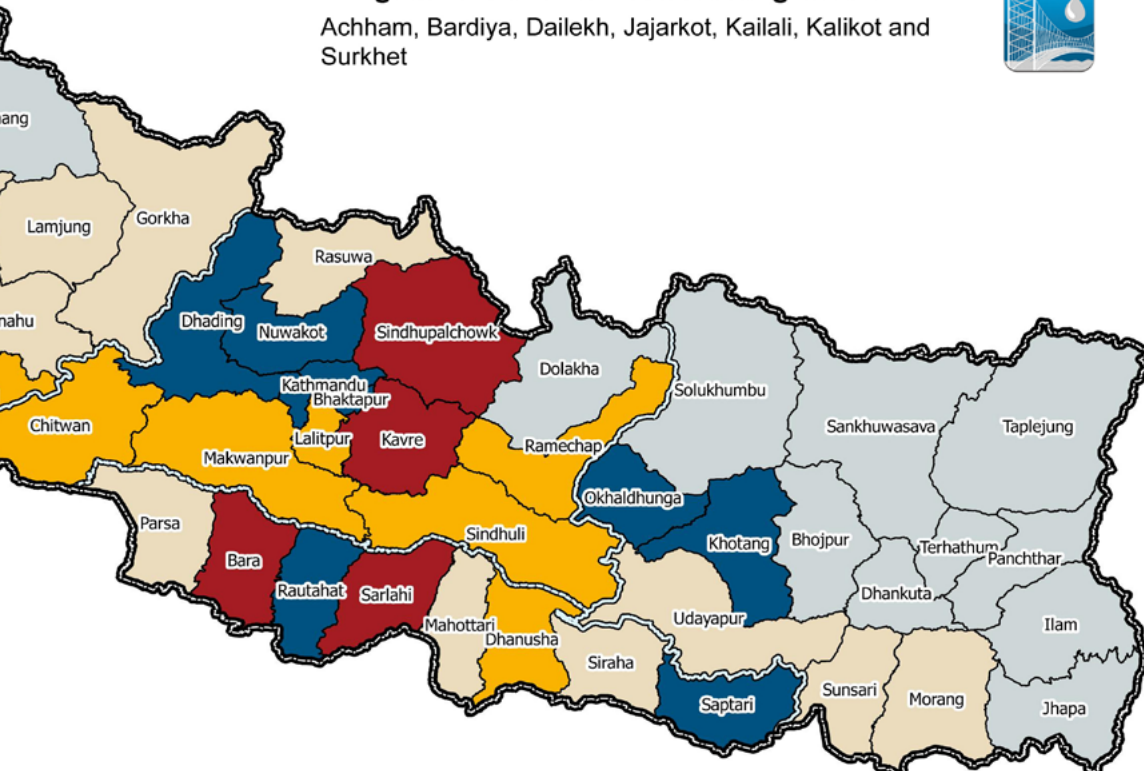 Achham, Bardiya, Dailekh, Jajarkot, Kailali, Kalikot and
Surkhet
Lamjung
Gorkha
Rasuwa
Dhading
Nuwakot
Sindhupalchowk
Dolakha
Kathmandu
Bhaktapur
Solukhumbu
Chitwan
Lalitpur
Kavre
Ramechap
Sankhuwasava
Taplejung
Makwanpur
Okhaldhunga
Parsa
Sindhuli
Khotang
Bhojpur
Terhathum
Panchthar
Bara
Rautahat
Sarlahi
Dhankuta
Mahottari
Dhanusha
Udayapur
Ilam
Siraha
Saptari
Sunsari
Morang
Jhapa